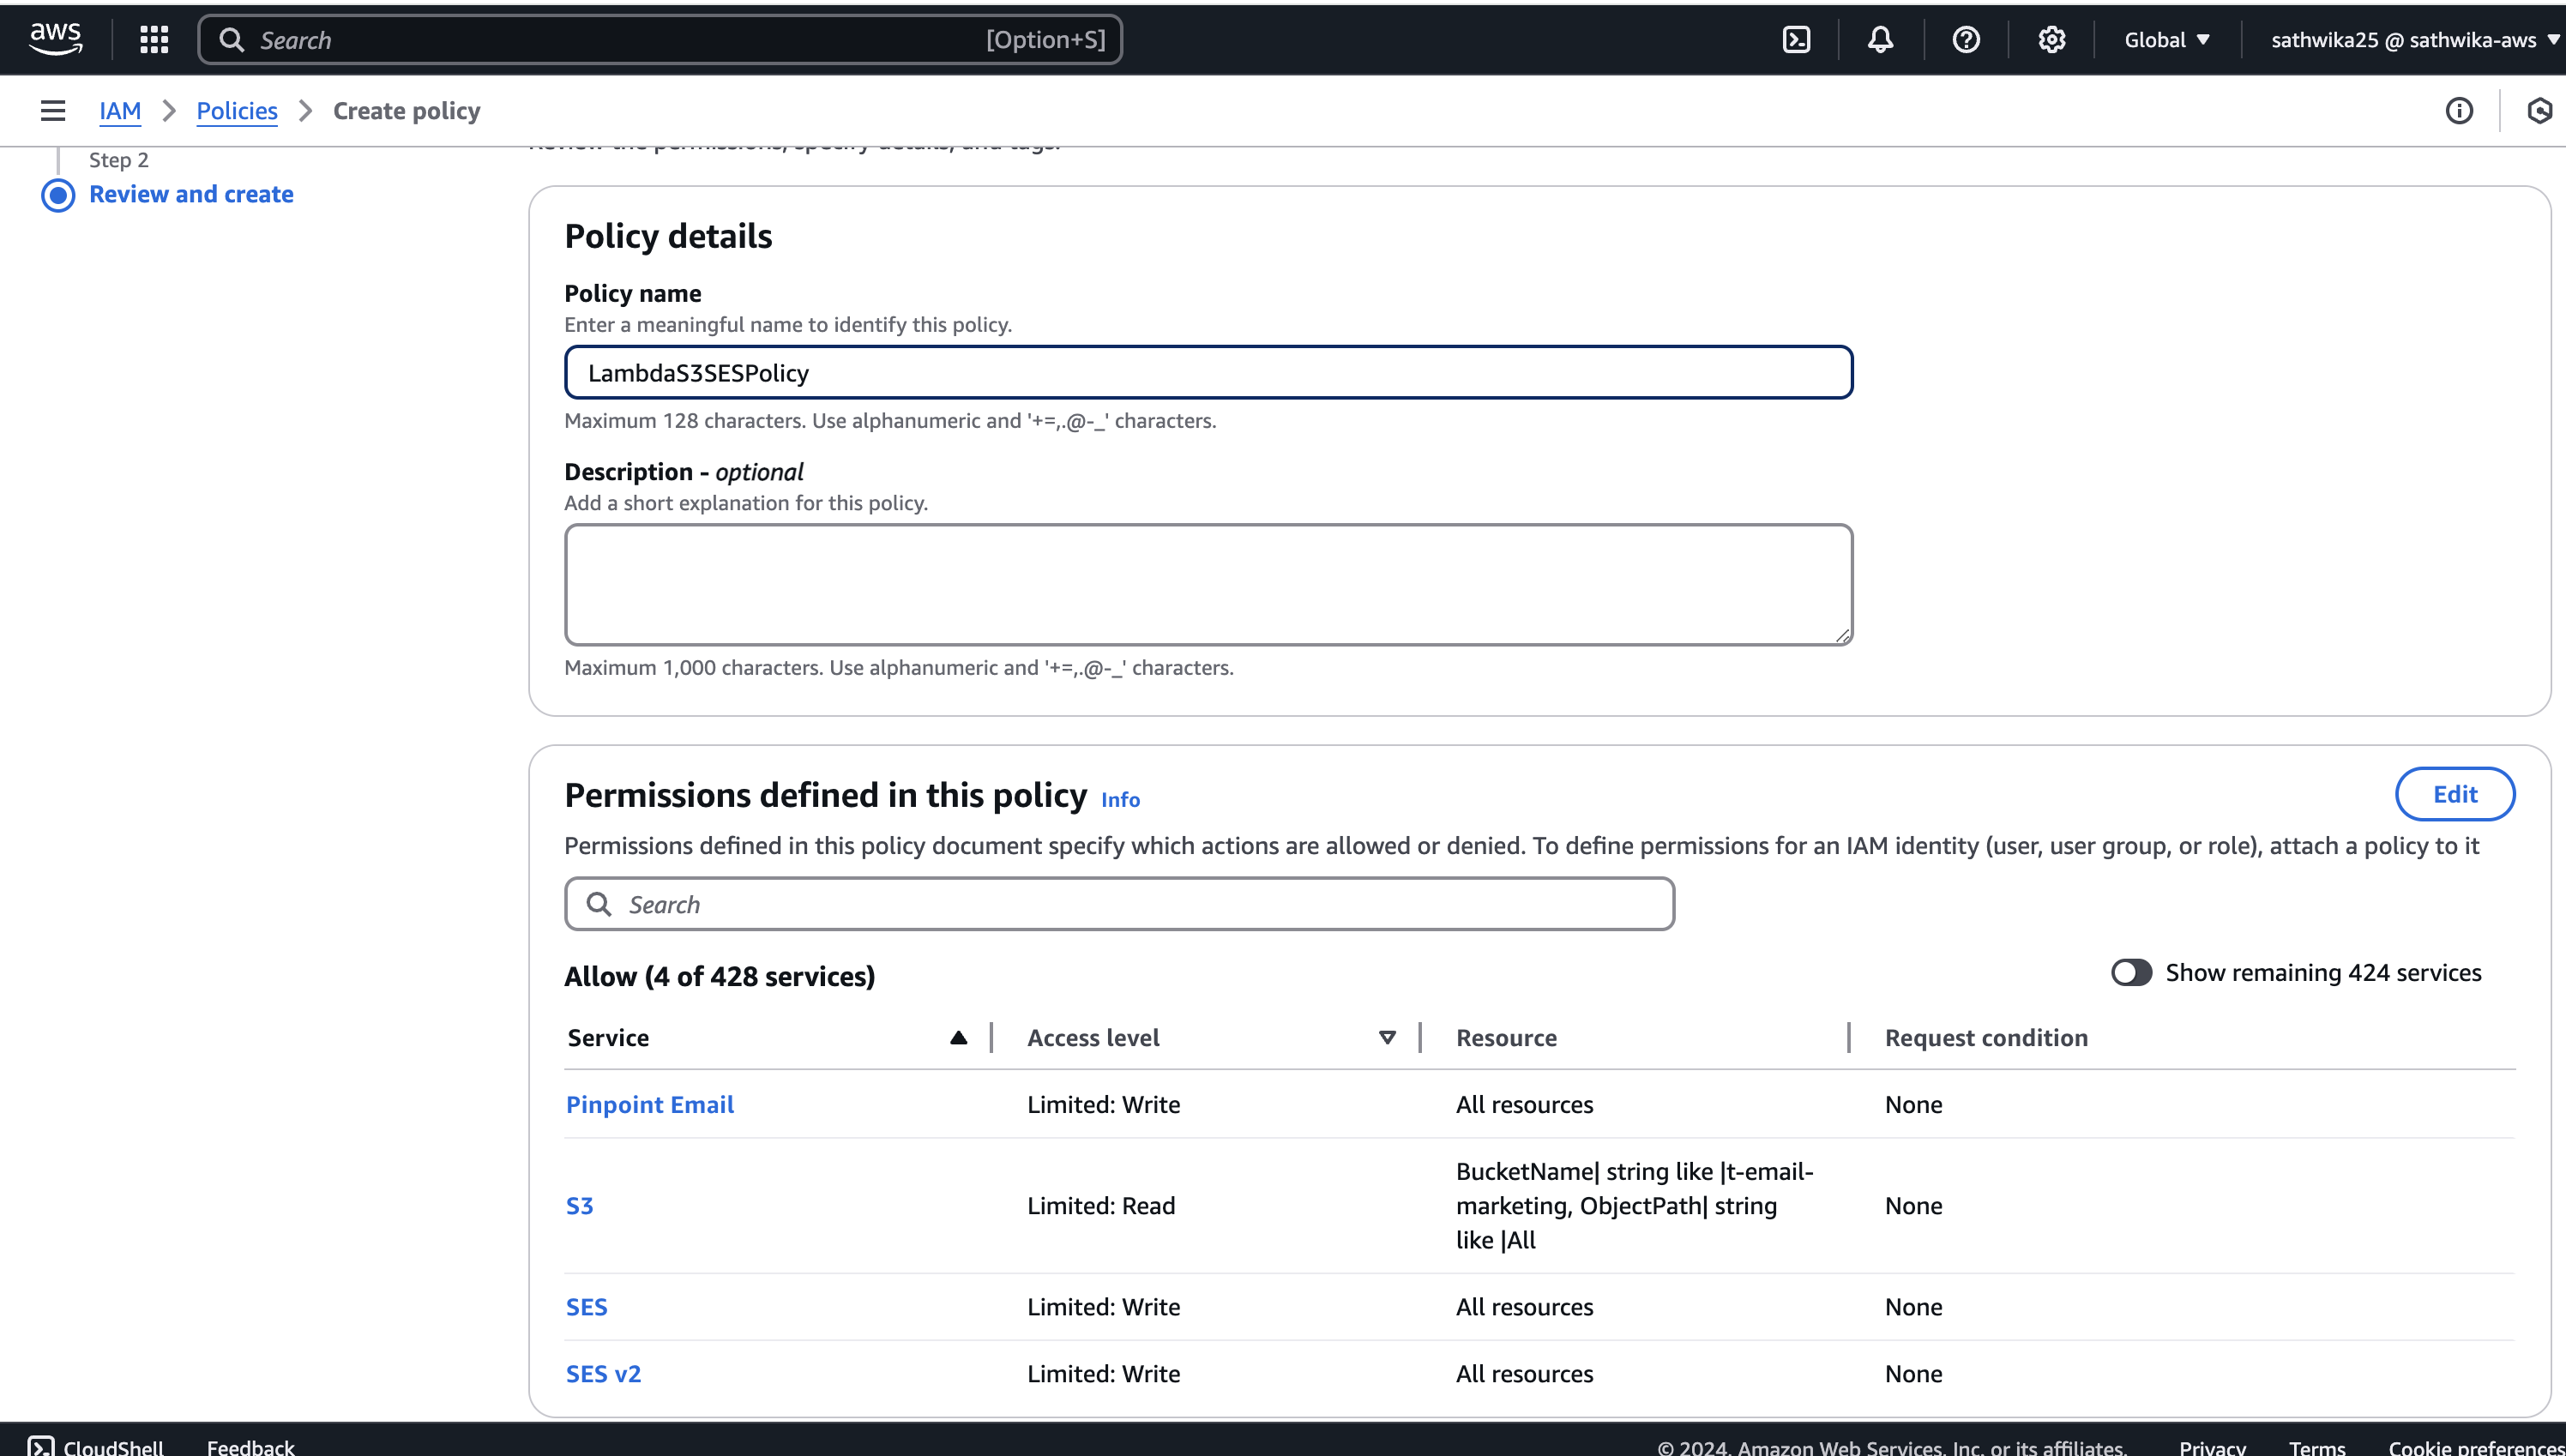 aws
Search [Option+S]
Global
sathwika25 @ sathwika-aws
IAM
Policies
Create policy
Step 2
Review and create
Review the permissions, specify details, and tags.
Policy details
Policy name
Enter a meaningful name to identify this policy.
LambdaS3SESPolicy
Maximum 128 characters. Use alphanumeric and '+=,.@-_' characters.
Description - optional
Add a short explanation for this policy.
Maximum 1,000 characters. Use alphanumeric and '+=,.@-_' characters.
Permissions defined in this policy Info
Edit
Permissions defined in this policy document specify which actions are allowed or denied. To define permissions for an IAM identity (user, user group, or role), attach a policy to it
Search
Allow (4 of 428 services)
Show remaining 424 services
Service Access level Resource Request condition
Pinpoint Email Limited: Write All resources None
S3 Limited: Read
BucketName| string like |t-email-
marketing, ObjectPath| string
like |All
None
SES Limited: Write All resources None
SES v2 Limited: Write All resources None
CloudShell Feedback © 2024, Amazon Web Services, Inc. or its affiliates. Privacy Terms Cookie preferences